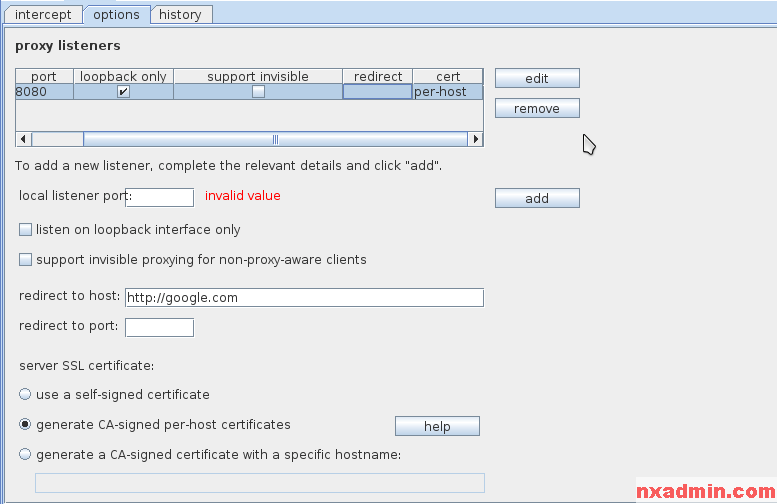 intercept options history
proxy listeners
port loopback only support invisible redirect cert
8080 per-host
edit
remove
To add a new listener, complete the relevant details and click "add".
local listener port: invalid value
add
listen on loopback interface only
support invisible proxying for non-proxy-aware clients
redirect to host: http://google.com
redirect to port:
server SSL certificate:
use a self-signed certificate
generate CA-signed per-host certificates
help
generate a CA-signed certificate with a specific hostname:
nxadmin.com